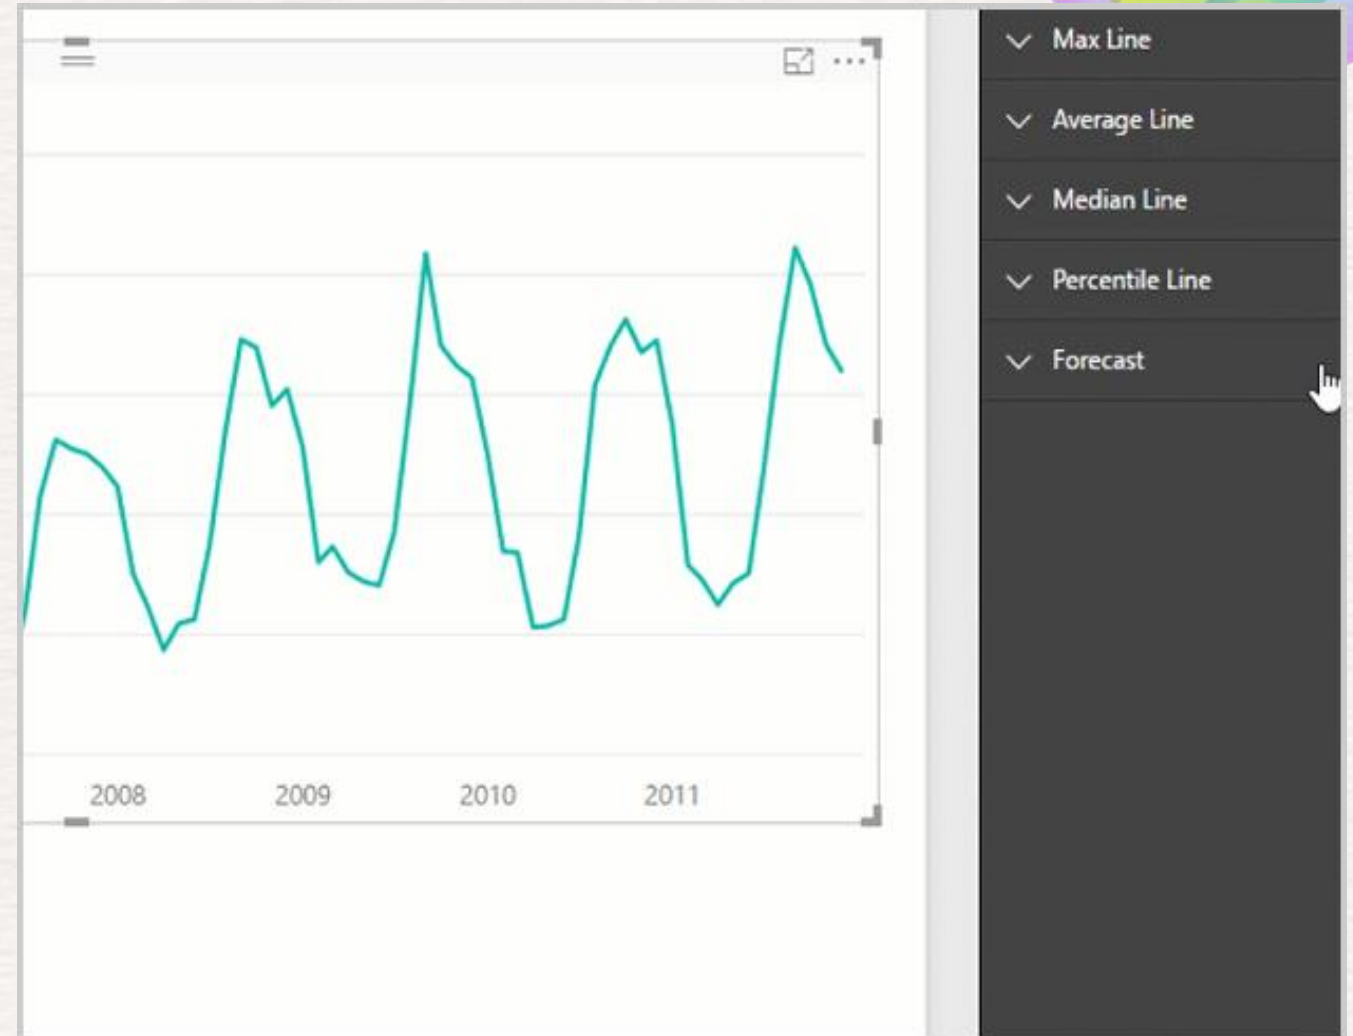 Max Line
Average Line
Median Line
Percentile Line
Forecast
2008 2009 2010 2011